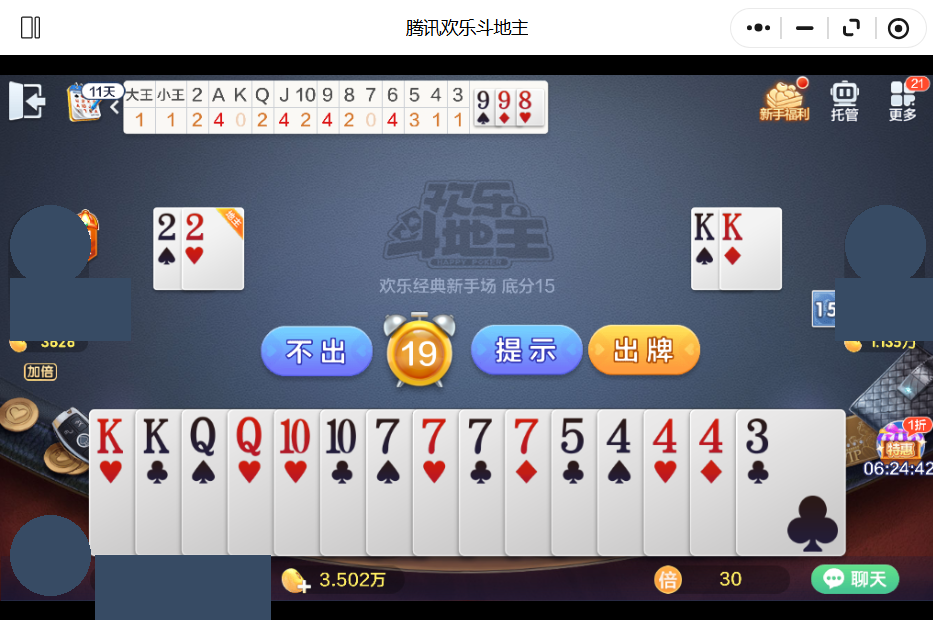 腾讯欢乐斗地主
11天
大王 小王 2 A K Q J 10 9 8 7 6 5 4 3
1 1 2 4 0 2 4 2 4 2 0 4 3 1 1
9 9 8
新手福利
托管
21
更多
2 2
地主
欢乐
斗地主
HAPPY POKER
K K
欢乐经典新手场 底分15
15
3628
1.135万
不出
19
提示
出牌
加倍
K K Q Q 10 10 7 7 7 7 5 4 4 4 3
1折
特惠
06:24:42
3.502万
倍
30
聊天